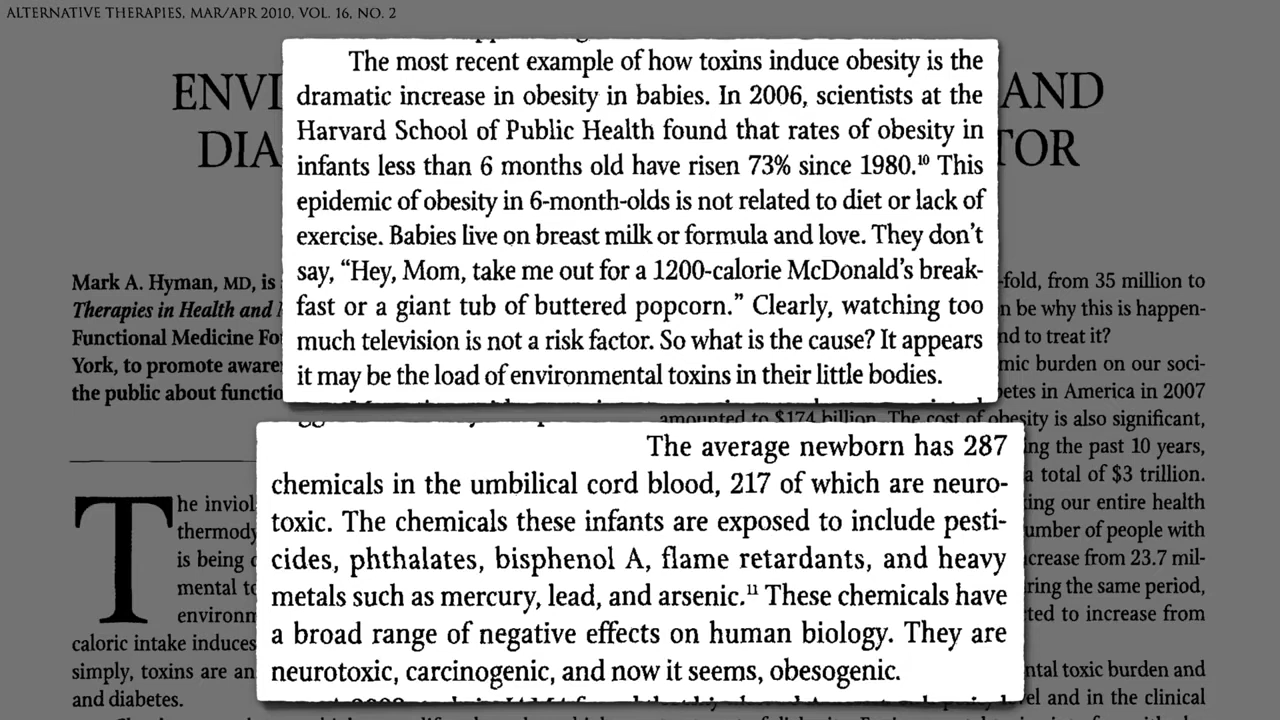 ALTERNATIVE THERAPIES, MAR/APR 2010, VOL. 16, NO. 2
The most recent example of how toxins induce obesity is the
dramatic increase in obesity in babies. In 2006, scientists at the
Harvard School of Public Health found that rates of obesity in
infants less than 6 months old have risen 73% since 1980.¹⁰ This
epidemic of obesity in 6-month-olds is not related to diet or lack of
exercise. Babies live on breast milk or formula and love. They don't
say, “Hey, Mom, take me out for a 1200-calorie McDonald's break-
fast or a giant tub of buttered popcorn.” Clearly, watching too
much television is not a risk factor. So what is the cause? It appears
it may be the load of environmental toxins in their little bodies.
The average newborn has 287
chemicals in the umbilical cord blood, 217 of which are neuro-
toxic. The chemicals these infants are exposed to include pesti-
cides, phthalates, bisphenol A, flame retardants, and heavy
metals such as mercury, lead, and arsenic.¹¹ These chemicals have
a broad range of negative effects on human biology. They are
neurotoxic, carcinogenic, and now it seems, obesogenic.
ENVI
AND
DIA
TOR
Mark A. Hyman, MD, is
Therapies in Health and
Functional Medicine Fo
York, to promote aware
the public about functio
The inviol
thermody
is being
mental to
environm
caloric intake induces
simply, toxins are an
and diabetes.
-fold, from 35 million to
n be why this is happen-
nd to treat it?
mic burden on our soci-
betes in America in 2007
amounted to $174 billion. The cost of obesity is also significant,
ing the past 10 years,
a total of $3 trillion.
ing our entire health
umber of people with
crease from 23.7 mil-
ring the same period,
ted to increase from
ntal toxic burden and
el and in the clinical